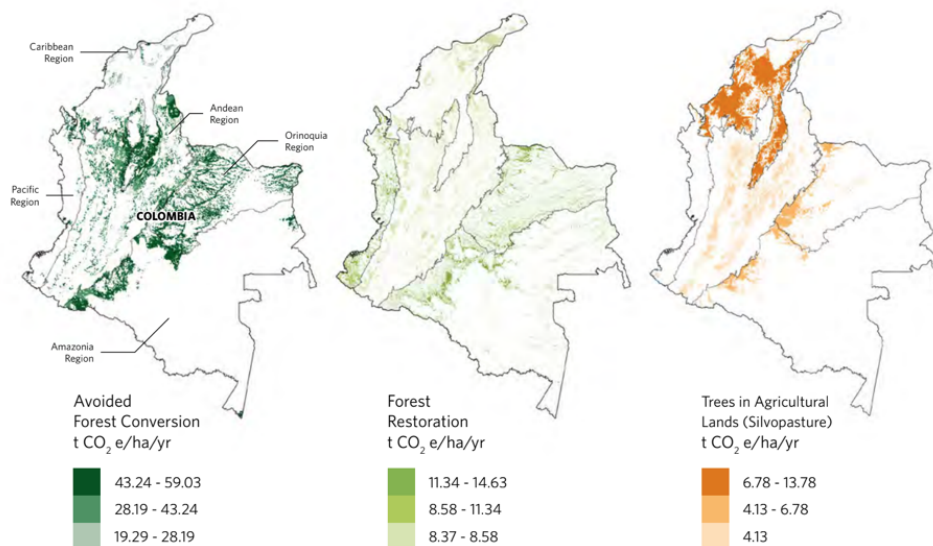 Caribbean
Region
Andean
Region
Orinoquia
Region
Pacific
Region
COLOMBIA
Amazonia
Region
Avoided
Forest Conversion
t CO₂ e/ha/yr
43.24 - 59.03
28.19 - 43.24
19.29 - 28.19
Forest
Restoration
t CO₂ e/ha/yr
11.34 - 14.63
8.58 - 11.34
8.37 - 8.58
Trees in Agricultural
Lands (Silvopasture)
t CO₂ e/ha/yr
6.78 - 13.78
4.13 - 6.78
4.13